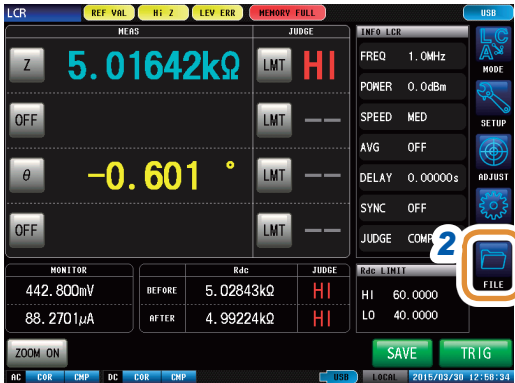 LCR REF VAL Hi Z LEV ERR MEMORY FULL USB
MEAS JUDGE INFO LCR
Z 5.01642kΩ LMT HI FREQ 1.0MHz
MODE
POWER 0.0dBm
OFF LMT -- SPEED MED SETUP
AVG OFF
θ -0.601 ° LMT -- DELAY 0.00000s ADJUST
SYNC OFF
OFF LMT -- JUDGE COMP
2
MONITOR Rdc JUDGE Rdc LIMIT FILE
442.800mV BEFORE 5.02843kΩ HI HI 60.0000
88.2701μA AFTER 4.99224kΩ HI LO 40.0000
ZOOM ON SAVE TRIG
AC COR CMP DC COR CMP USB LOCAL 2015/03/30 12:58:34